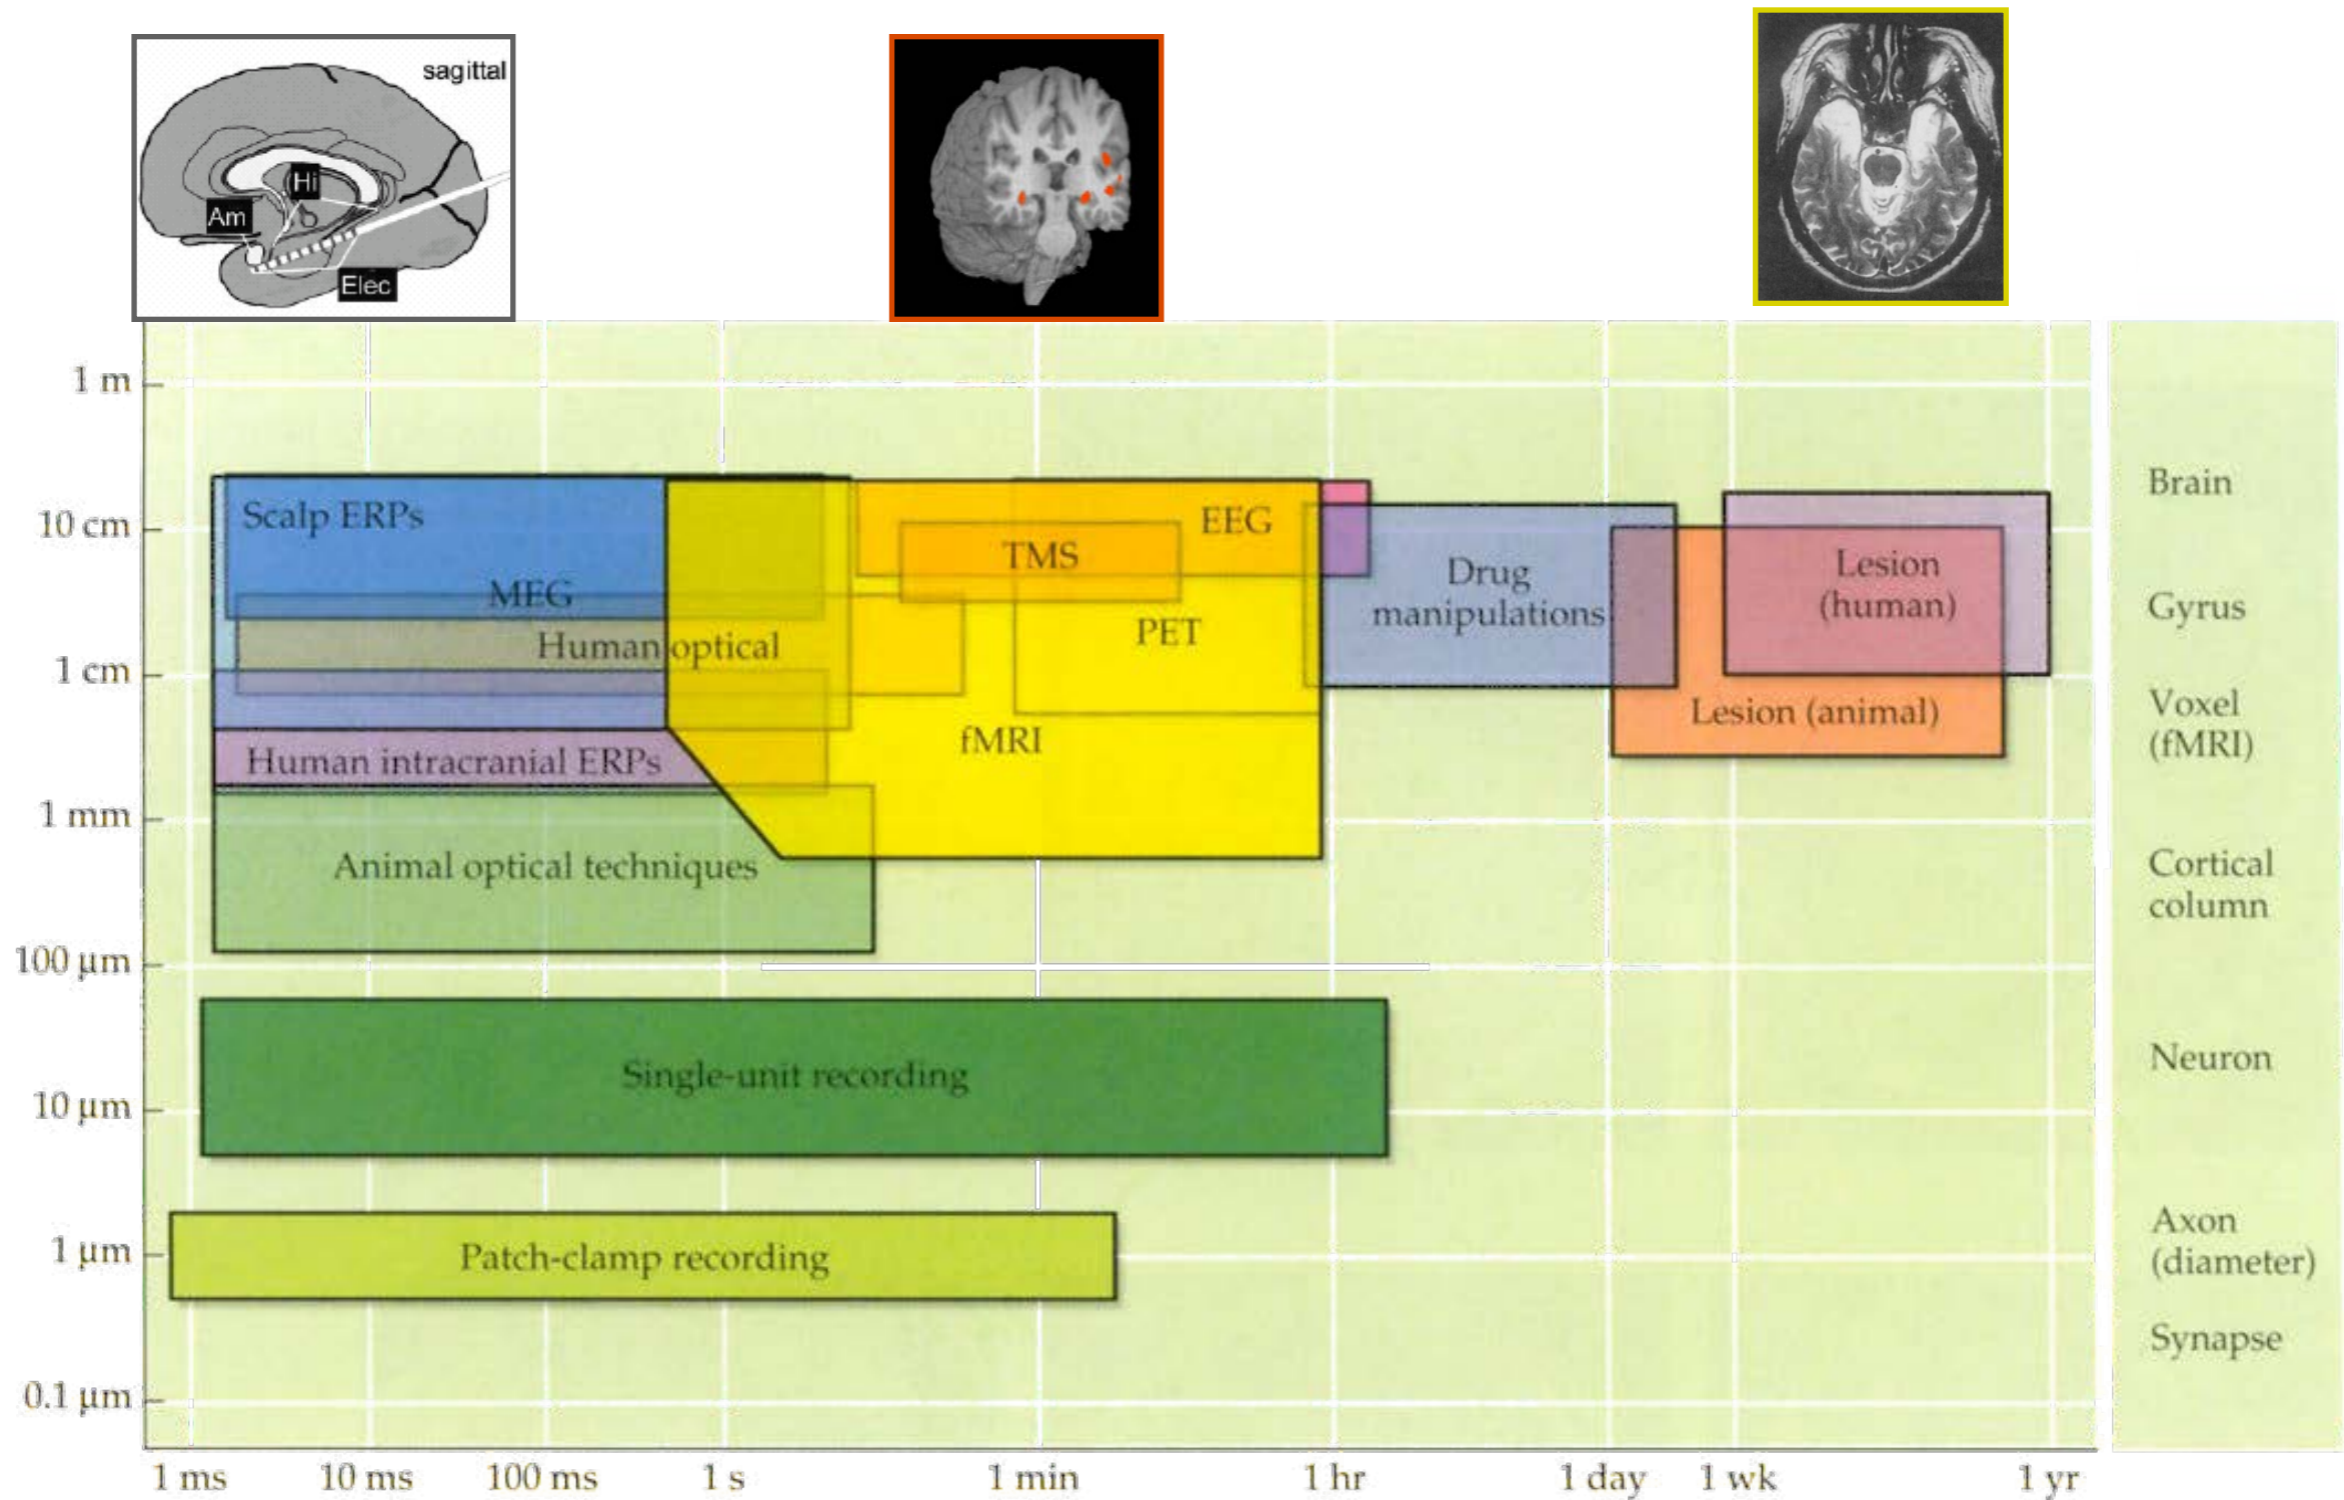 sagittal
Hi
Am
Elec
1 m
10 cm
1 cm
1 mm
100 µm
10 µm
1 µm
0.1 µm
Scalp ERPs
MEG
Human optical
Human intracranial ERPs
Animal optical techniques
EEG
TMS
PET
fMRI
Drug
manipulations
Lesion
(human)
Lesion (animal)
Single-unit recording
Patch-clamp recording
Brain
Gyrus
Voxel
(fMRI)
Cortical
column
Neuron
Axon
(diameter)
Synapse
1 ms
10 ms
100 ms
1 s
1 min
1 hr
1 day
1 wk
1 yr